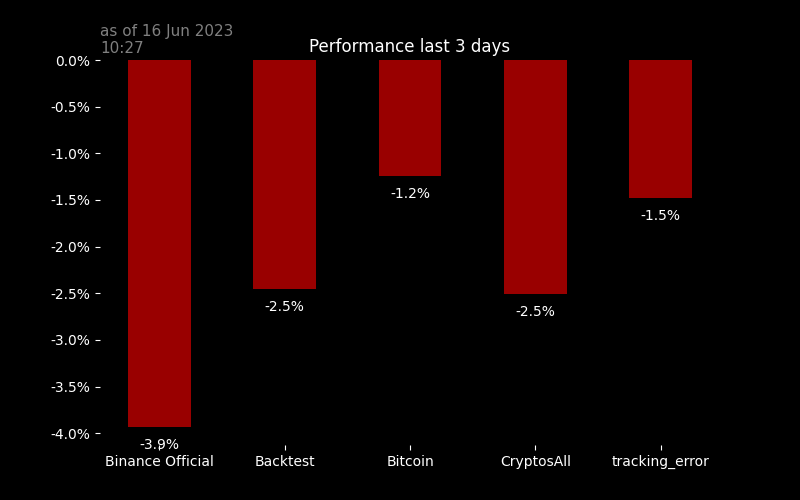 as of 16 Jun 2023
10:27
Performance last 3 days
0.0%
-0.5%
-1.0%
-1.5%
-2.0%
-2.5%
-3.0%
-3.5%
-4.0%
-3.9%
-2.5%
-1.2%
-2.5%
-1.5%
Binance Official
Backtest
Bitcoin
CryptosAll
tracking_error